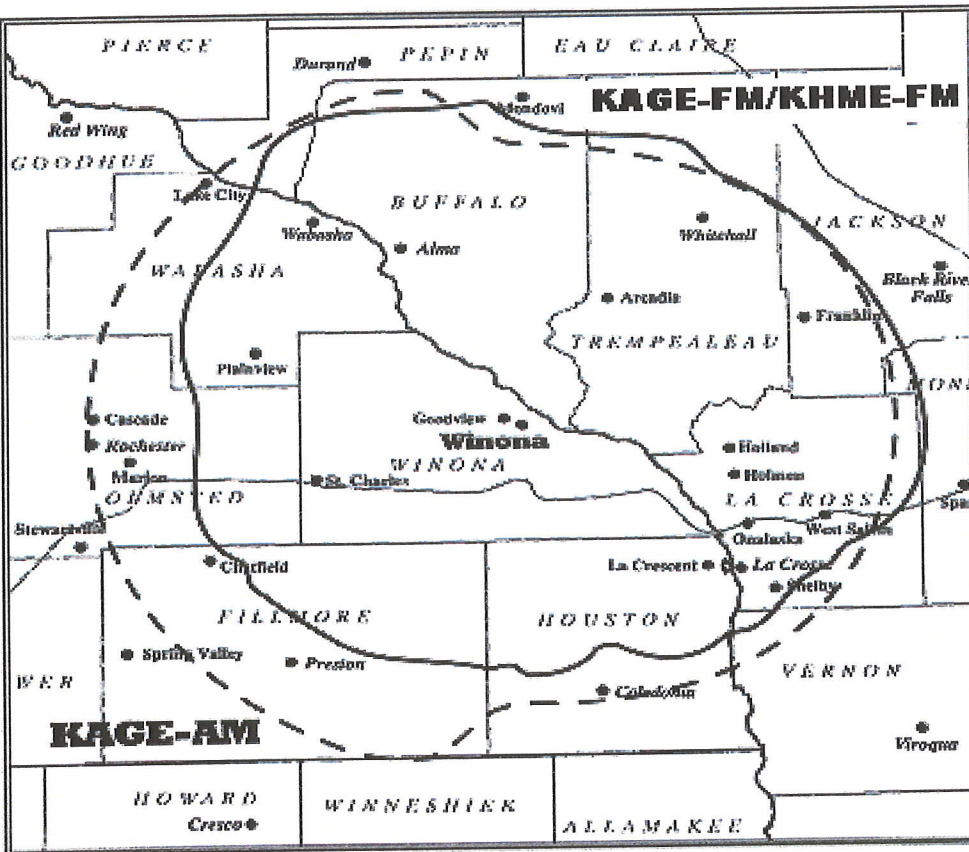 PIERCE
PEPIN
EAU CLAIRE
Durand
Mondovi
KAGE-FM/KHME-FM
Red Wing
GOODHUE
Lake City
BUFFALO
JACKSON
Wabasha
Alma
Whitehall
WABASHA
Black River
Falls
Arcadia
Franklin
TREMPEALEAU
Plainview
MON
Cascade
Goodview
Winona
Rochester
Holland
Marion
WINONA
Holmen
St. Charles
OLMSTED
LA CROSSE
Spar
Stewartville
Onalaska
West Salem
Chatfield
La Crescent
La Crosse
Shelby
FILLMORE
HOUSTON
Spring Valley
Preston
VERNON
WER
Caledonia
KAGE-AM
Viroqua
HOWARD
WINNESHIEK
Cresco
ALLAMAKEE